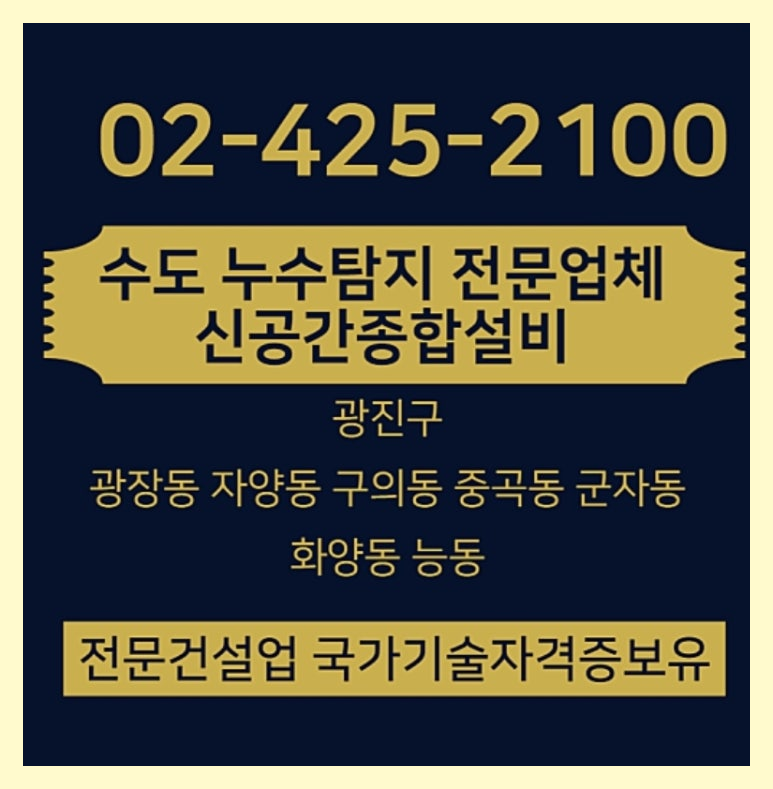 02-425-2100
수도 누수탐지 전문업체
신공간종합설비
광진구
광장동 자양동 구의동 중곡동 군자동
화양동 능동
전문건설업 국가기술자격증보유